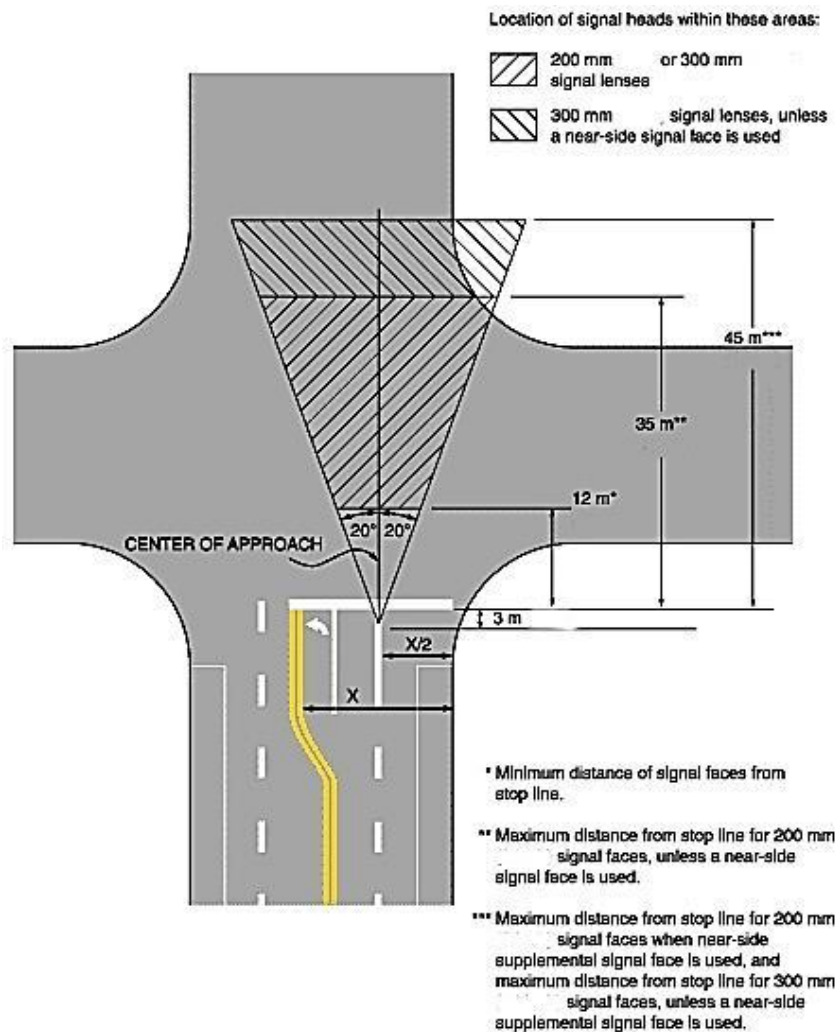 Location of signal heads within these areas:
200 mm or 300 mm
signal lenses
300 mm signal lenses, unless
a near-side signal face is used
45 m***
35 m**
12 m*
20° 20°
CENTER OF APPROACH
3 m
X/2
X
* Minimum distance of signal faces from
stop line.
** Maximum distance from stop line for 200 mm
signal faces, unless a near-side
signal face is used.
*** Maximum distance from stop line for 200 mm
signal faces when near-side
supplemental signal face is used, and
maximum distance from stop line for 300 mm
signal faces, unless a near-side
supplemental signal face is used.